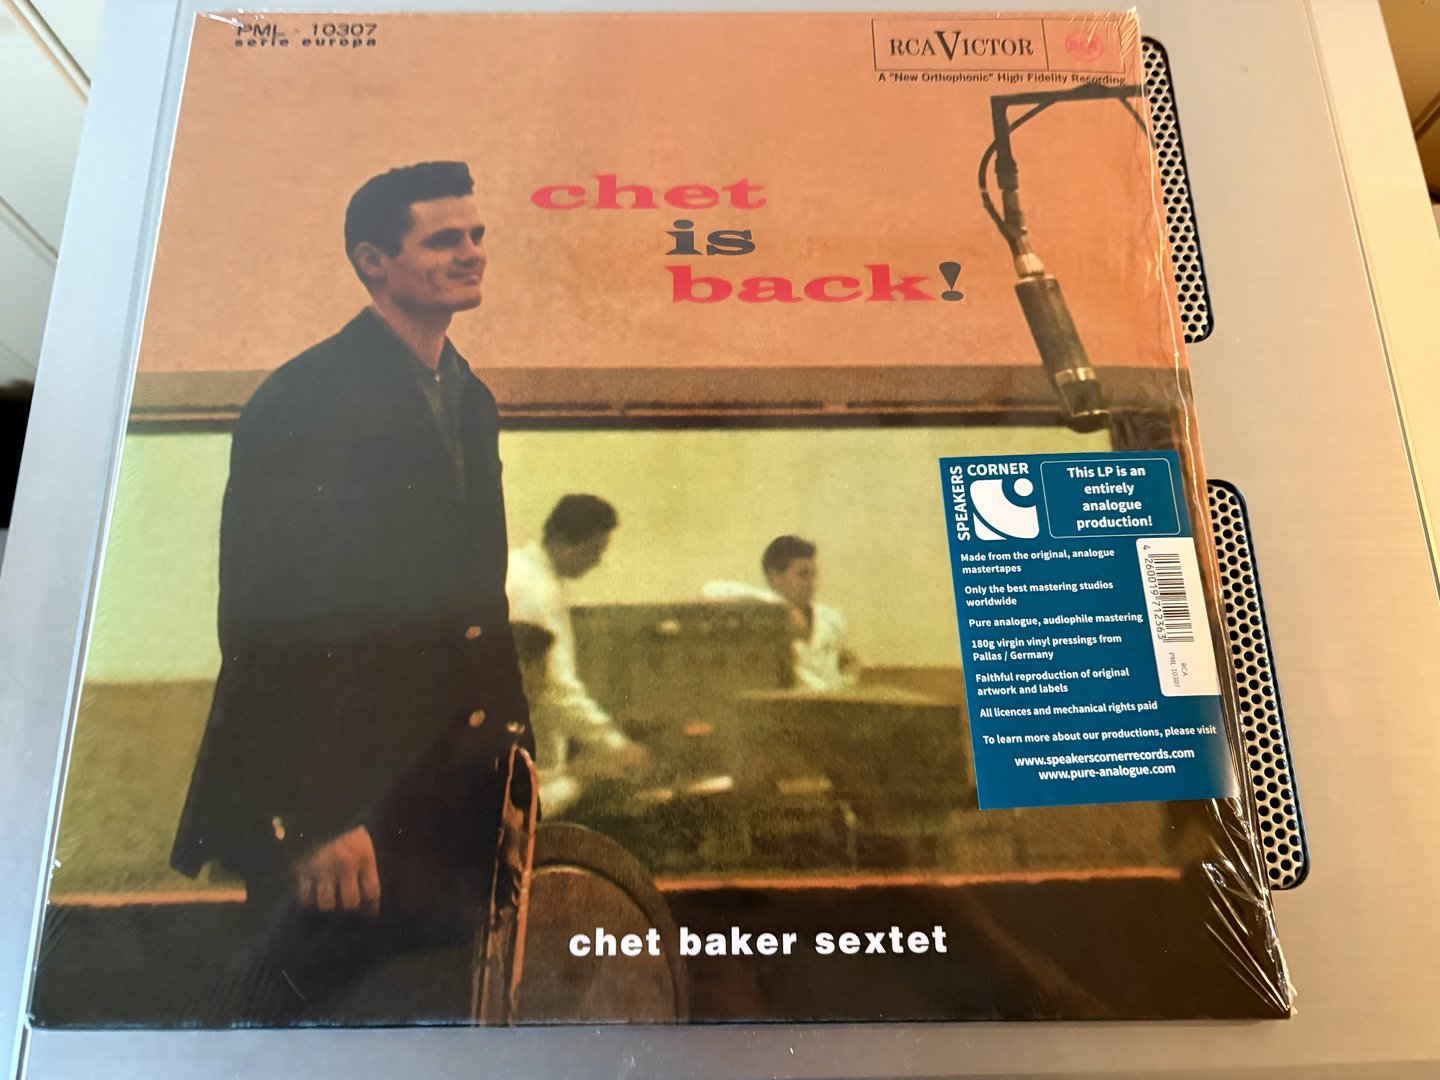 PML - 10307
serie europa
RCA VICTOR
RCA
A "New Orthophonic" High Fidelity Recording
chet
is
back!
SPEAKERS
CORNER
This LP is an
entirely
analogue
production!
Made from the original, analogue
mastertapes
Only the best mastering studios
worldwide
Pure analogue, audiophile mastering
180g virgin vinyl pressings from
Pallas / Germany
Faithful reproduction of original
artwork and labels
All licences and mechanical rights paid
To learn more about our productions, please visit
www.speakerscornerrecords.com
www.pure-analogue.com
4 260019 712363
RCA
PML-10307
chet baker sextet